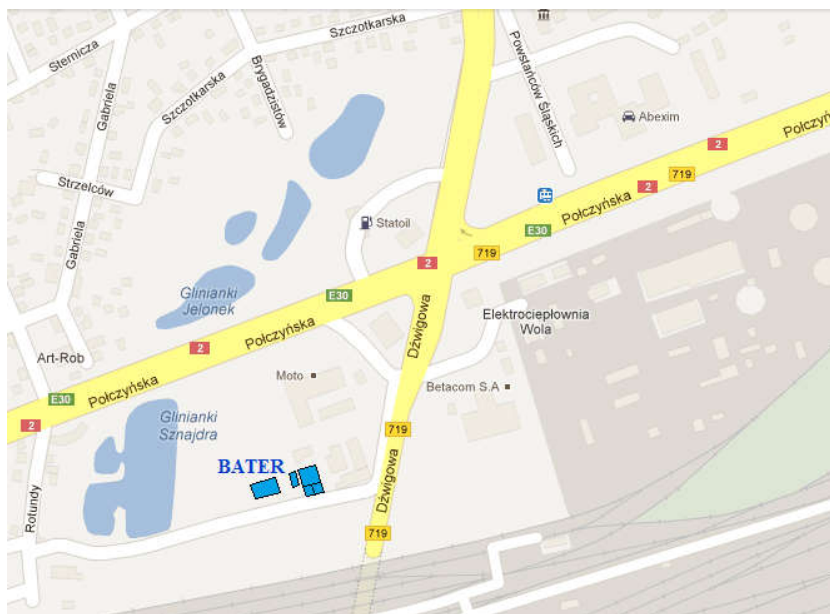 Szczotkarska
Sternicza
Gabriela
Szczotkarska
Brygadzistów
Powstańców Śląskich
Abexim
2
Połczyń
Strzelców
Statoil
2
719
Połczyńska
E30
Gabriela
719
2
Glinianki
Jelonek
E30
Elektrociepłownia
Wola
Połczyńska
Dźwigowa
2
Art-Rob
Moto
Betacom S.A
Połczyńska
E30
Glinianki
Sznajdra
2
719
BATER
Dźwigowa
Rotundy
719